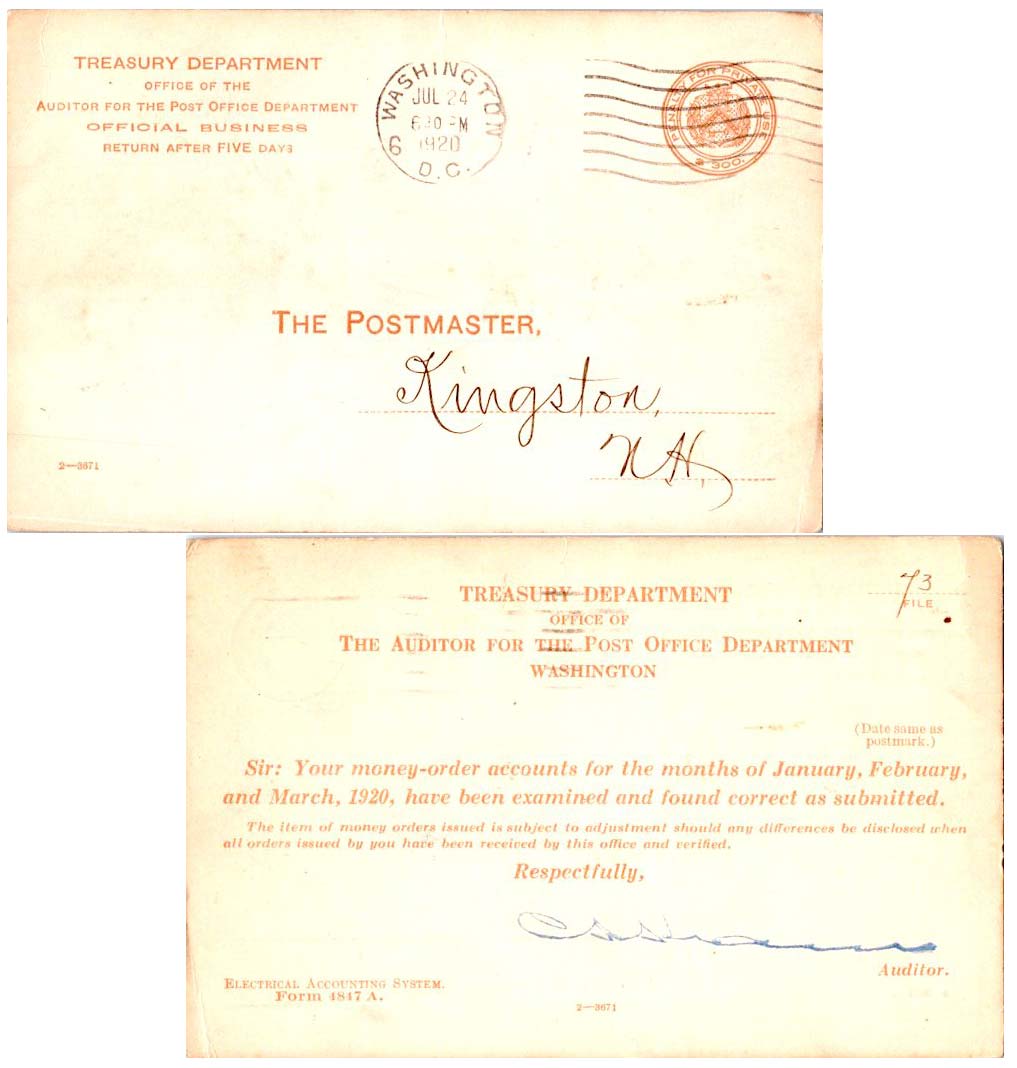 TREASURY DEPARTMENT
OFFICE OF THE
AUDITOR FOR THE POST OFFICE DEPARTMENT
OFFICIAL BUSINESS
RETURN AFTER FIVE DAYS
WASHINGTON
JUL 24
PM
6 1920
D.C.
PENALTY FOR PRIVATE USE
$ 300.
THE POSTMASTER,
Kingston,
N.H.,
2—3671
73
FILE
TREASURY DEPARTMENT
OFFICE OF
THE AUDITOR FOR THE POST OFFICE DEPARTMENT
WASHINGTON
(Date same as
postmark.)
Sir: Your money-order accounts for the months of January, February,
and March, 1920, have been examined and found correct as submitted.
The item of money orders issued is subject to adjustment should any differences be disclosed when
all orders issued by you have been received by this office and verified.
Respectfully,
Auditor.
ELECTRICAL ACCOUNTING SYSTEM.
Form 4847 A.
2—3671